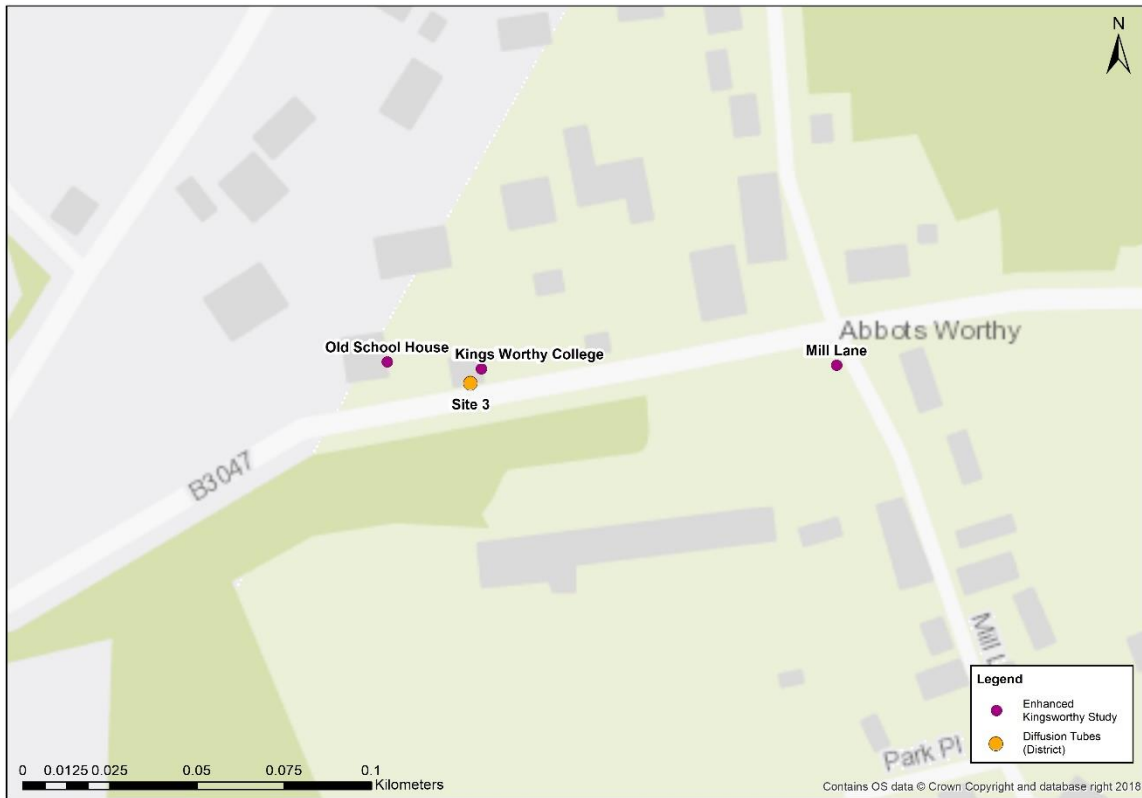 N
Abbots Worthy
Old School House
Kings Worthy College
Mill Lane
Site 3
B3047
Mill L
Park Pl
Legend
Enhanced
Kingsworthy Study
Diffusion Tubes
(District)
0 0.0125 0.025 0.05 0.075 0.1
Kilometers
Contains OS data © Crown Copyright and database right 2018